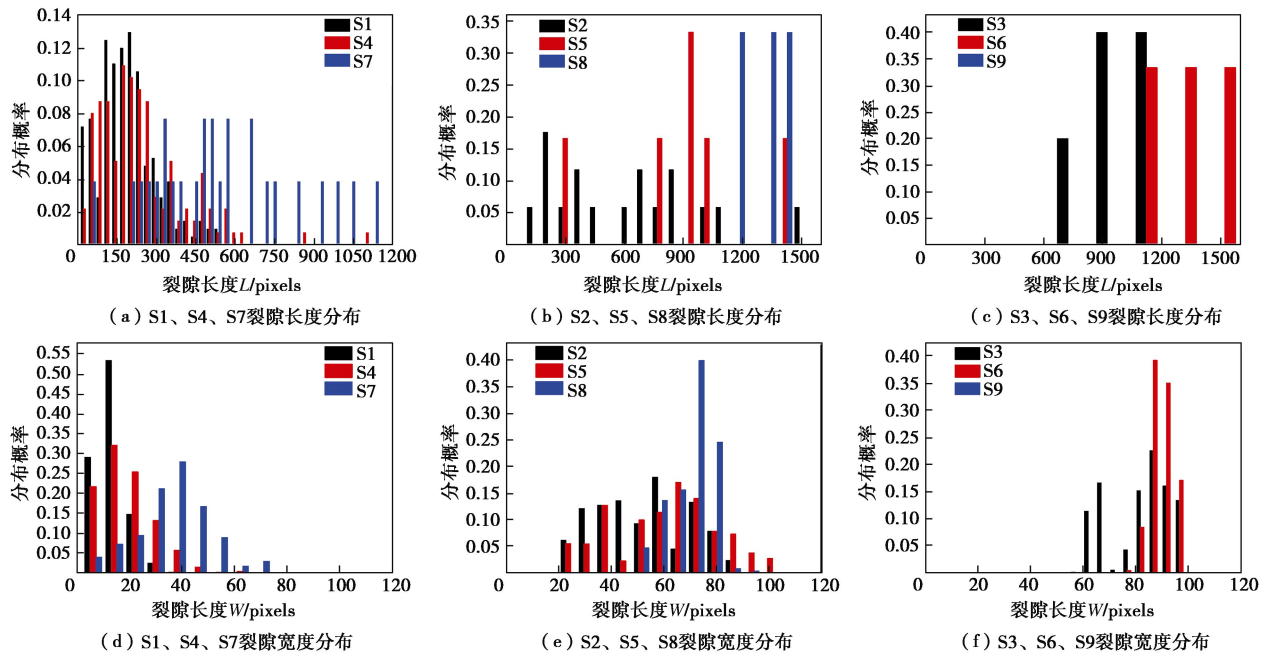 0.14
0.12
0.10
0.08
0.06
0.04
0.02
分布概率
S1
S4
S7
0
150
300
450
600
750
900
1050
1200
裂隙长度L/pixels
(a)S1、S4、S7裂隙长度分布
0.35
0.30
0.25
0.20
0.15
0.10
0.05
分布概率
S2
S5
S8
0
300
600
900
1200
1500
裂隙长度L/pixels
(b)S2、S5、S8裂隙长度分布
0.40
0.35
0.30
0.25
0.20
0.15
0.10
0.05
分布概率
S3
S6
S9
0
300
600
900
1200
1500
裂隙长度L/pixels
(c)S3、S6、S9裂隙长度分布
0.55
0.50
0.45
0.40
0.35
0.30
0.25
0.20
0.15
0.10
0.05
分布概率
S1
S4
S7
0
20
40
60
80
100
120
裂隙长度W/pixels
(d)S1、S4、S7裂隙宽度分布
0.40
0.35
0.30
0.25
0.20
0.15
0.10
0.05
分布概率
S2
S5
S8
0
20
40
60
80
100
120
裂隙长度W/pixels
(e)S2、S5、S8裂隙宽度分布
0.40
0.35
0.30
0.25
0.20
0.15
0.10
0.05
分布概率
S3
S6
S9
0
20
40
60
80
100
120
裂隙长度W/pixels
(f)S3、S6、S9裂隙宽度分布